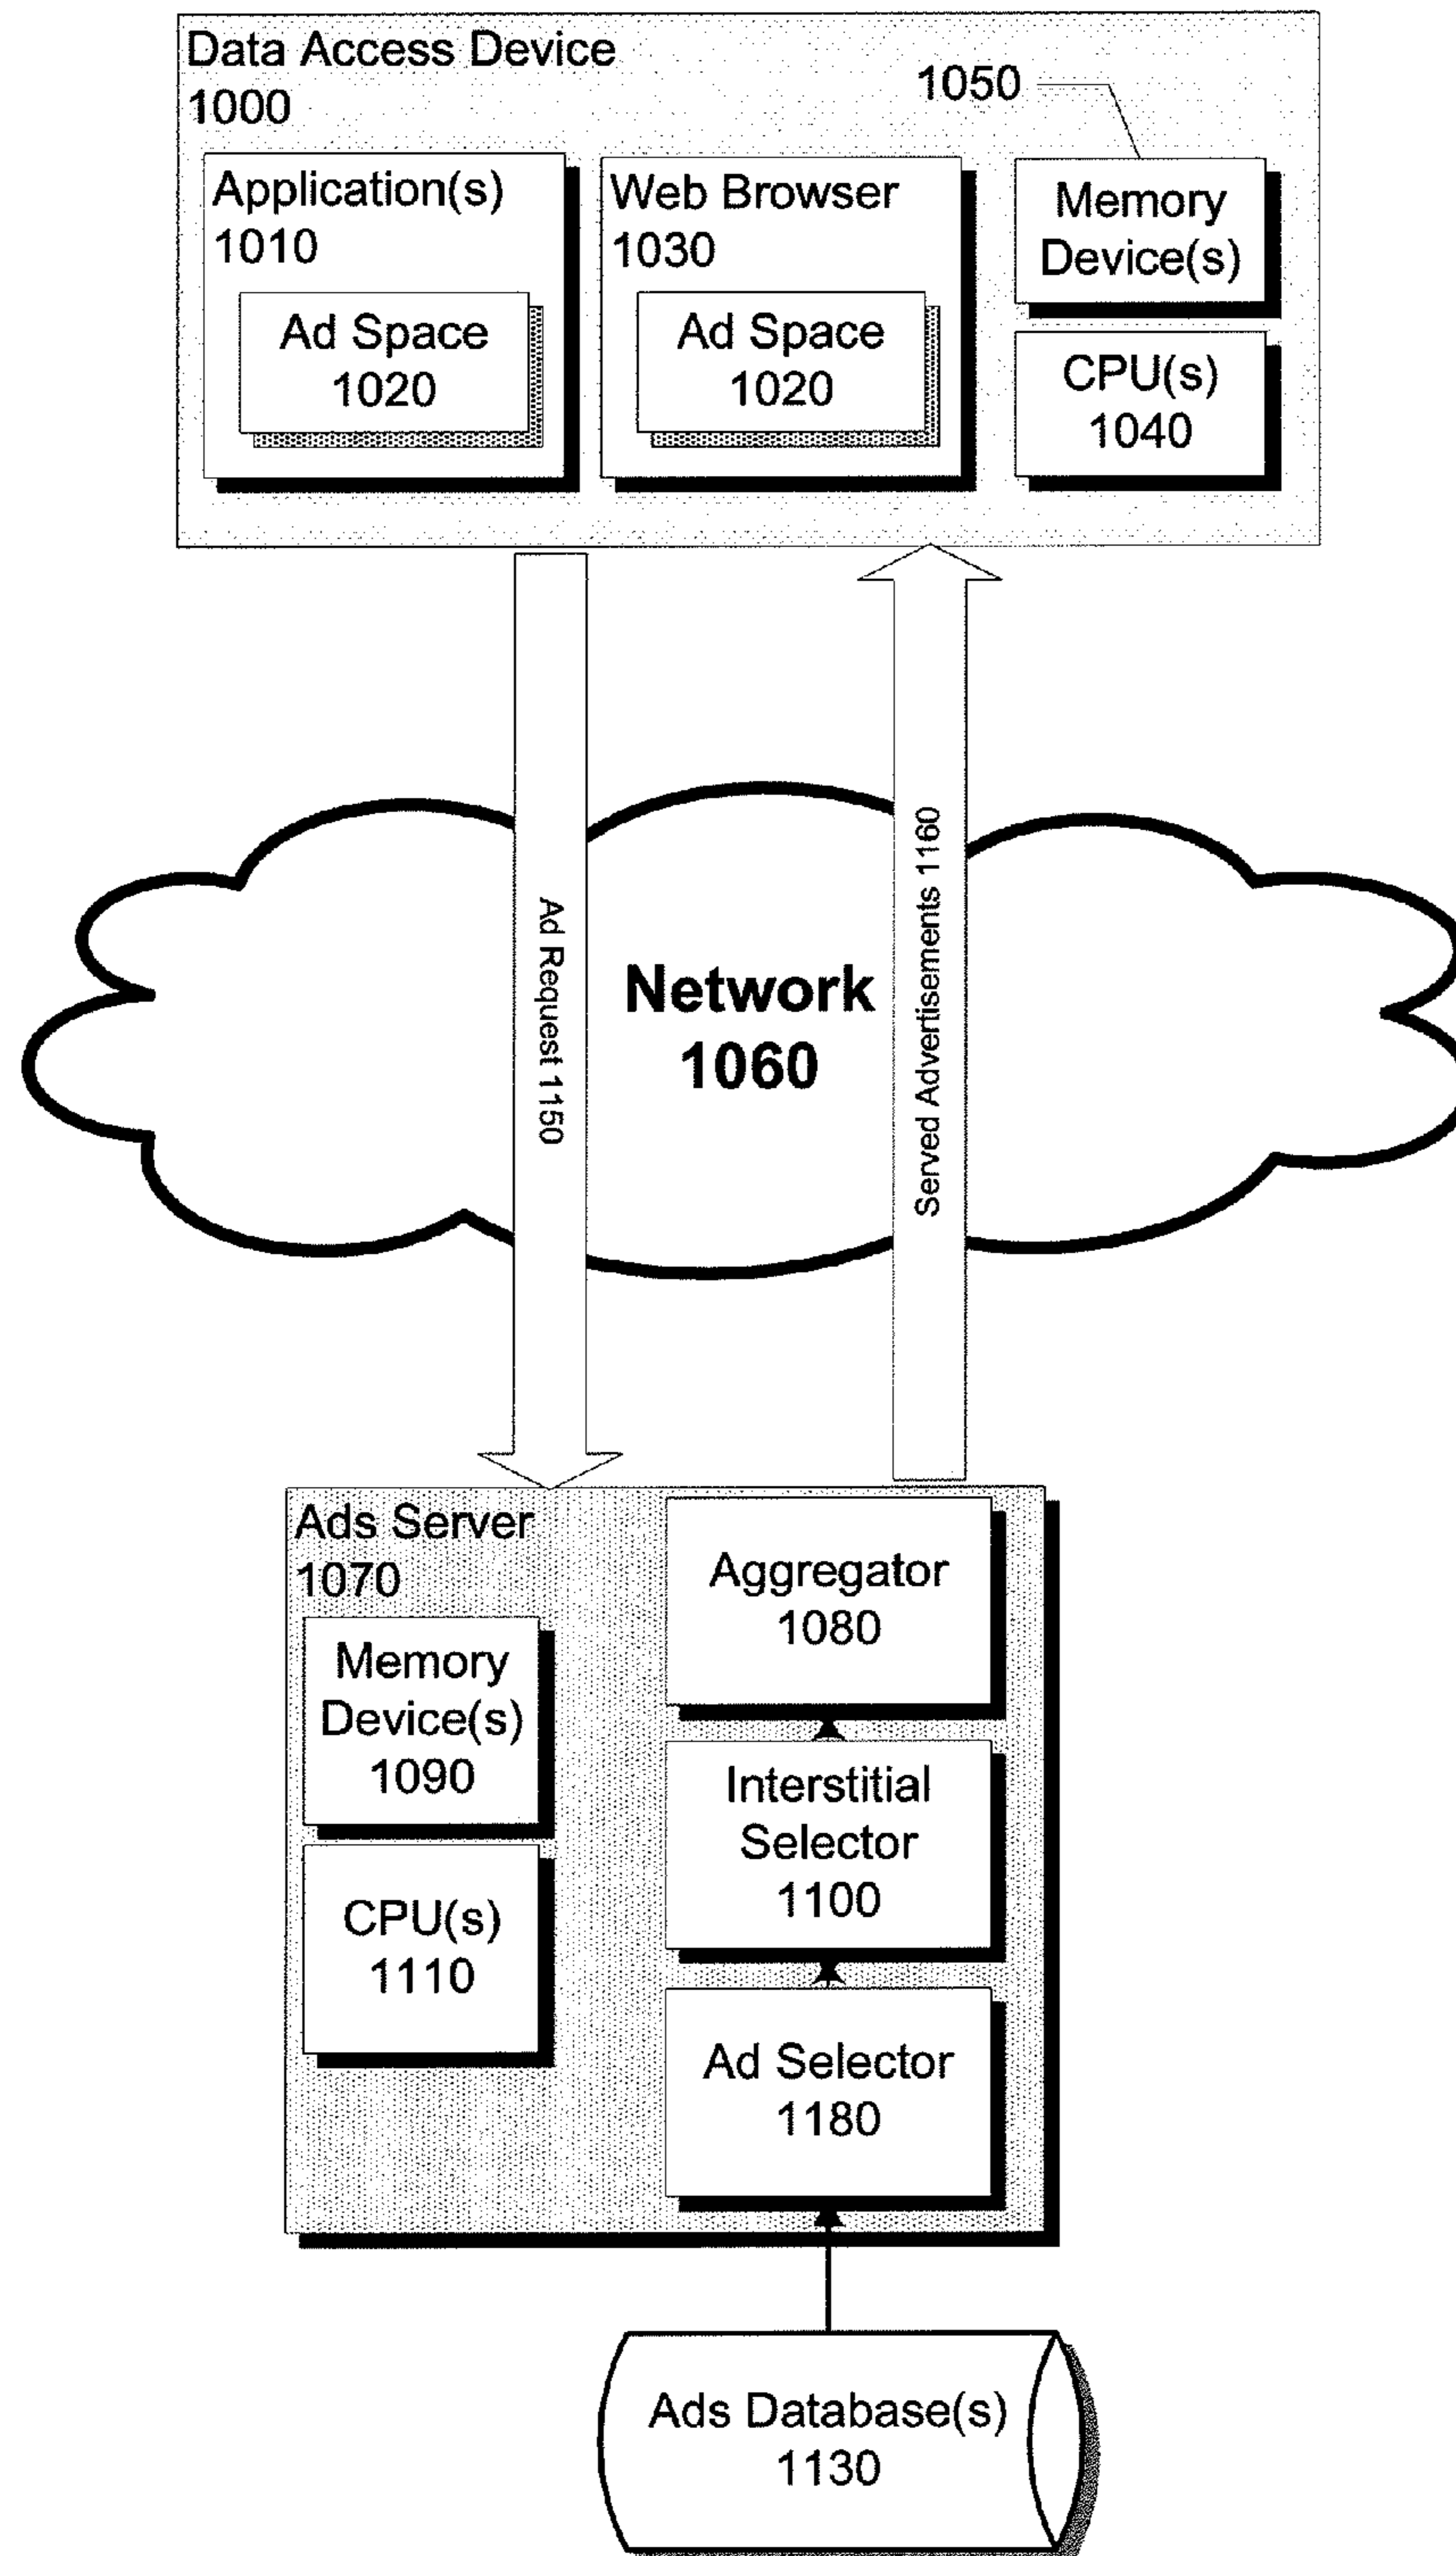 Data Access Device
1000
1050
Application(s)
1010
Ad Space
1020
Web Browser
1030
Ad Space
1020
Memory
Device(s)
CPU(s)
1040
Ad Request 1150
Network
1060
Served Advertisements 1160
Ads Server
1070
Memory
Device(s)
1090
CPU(s)
1110
Aggregator
1080
Interstitial
Selector
1100
Ad Selector
1180
Ads Database(s)
1130